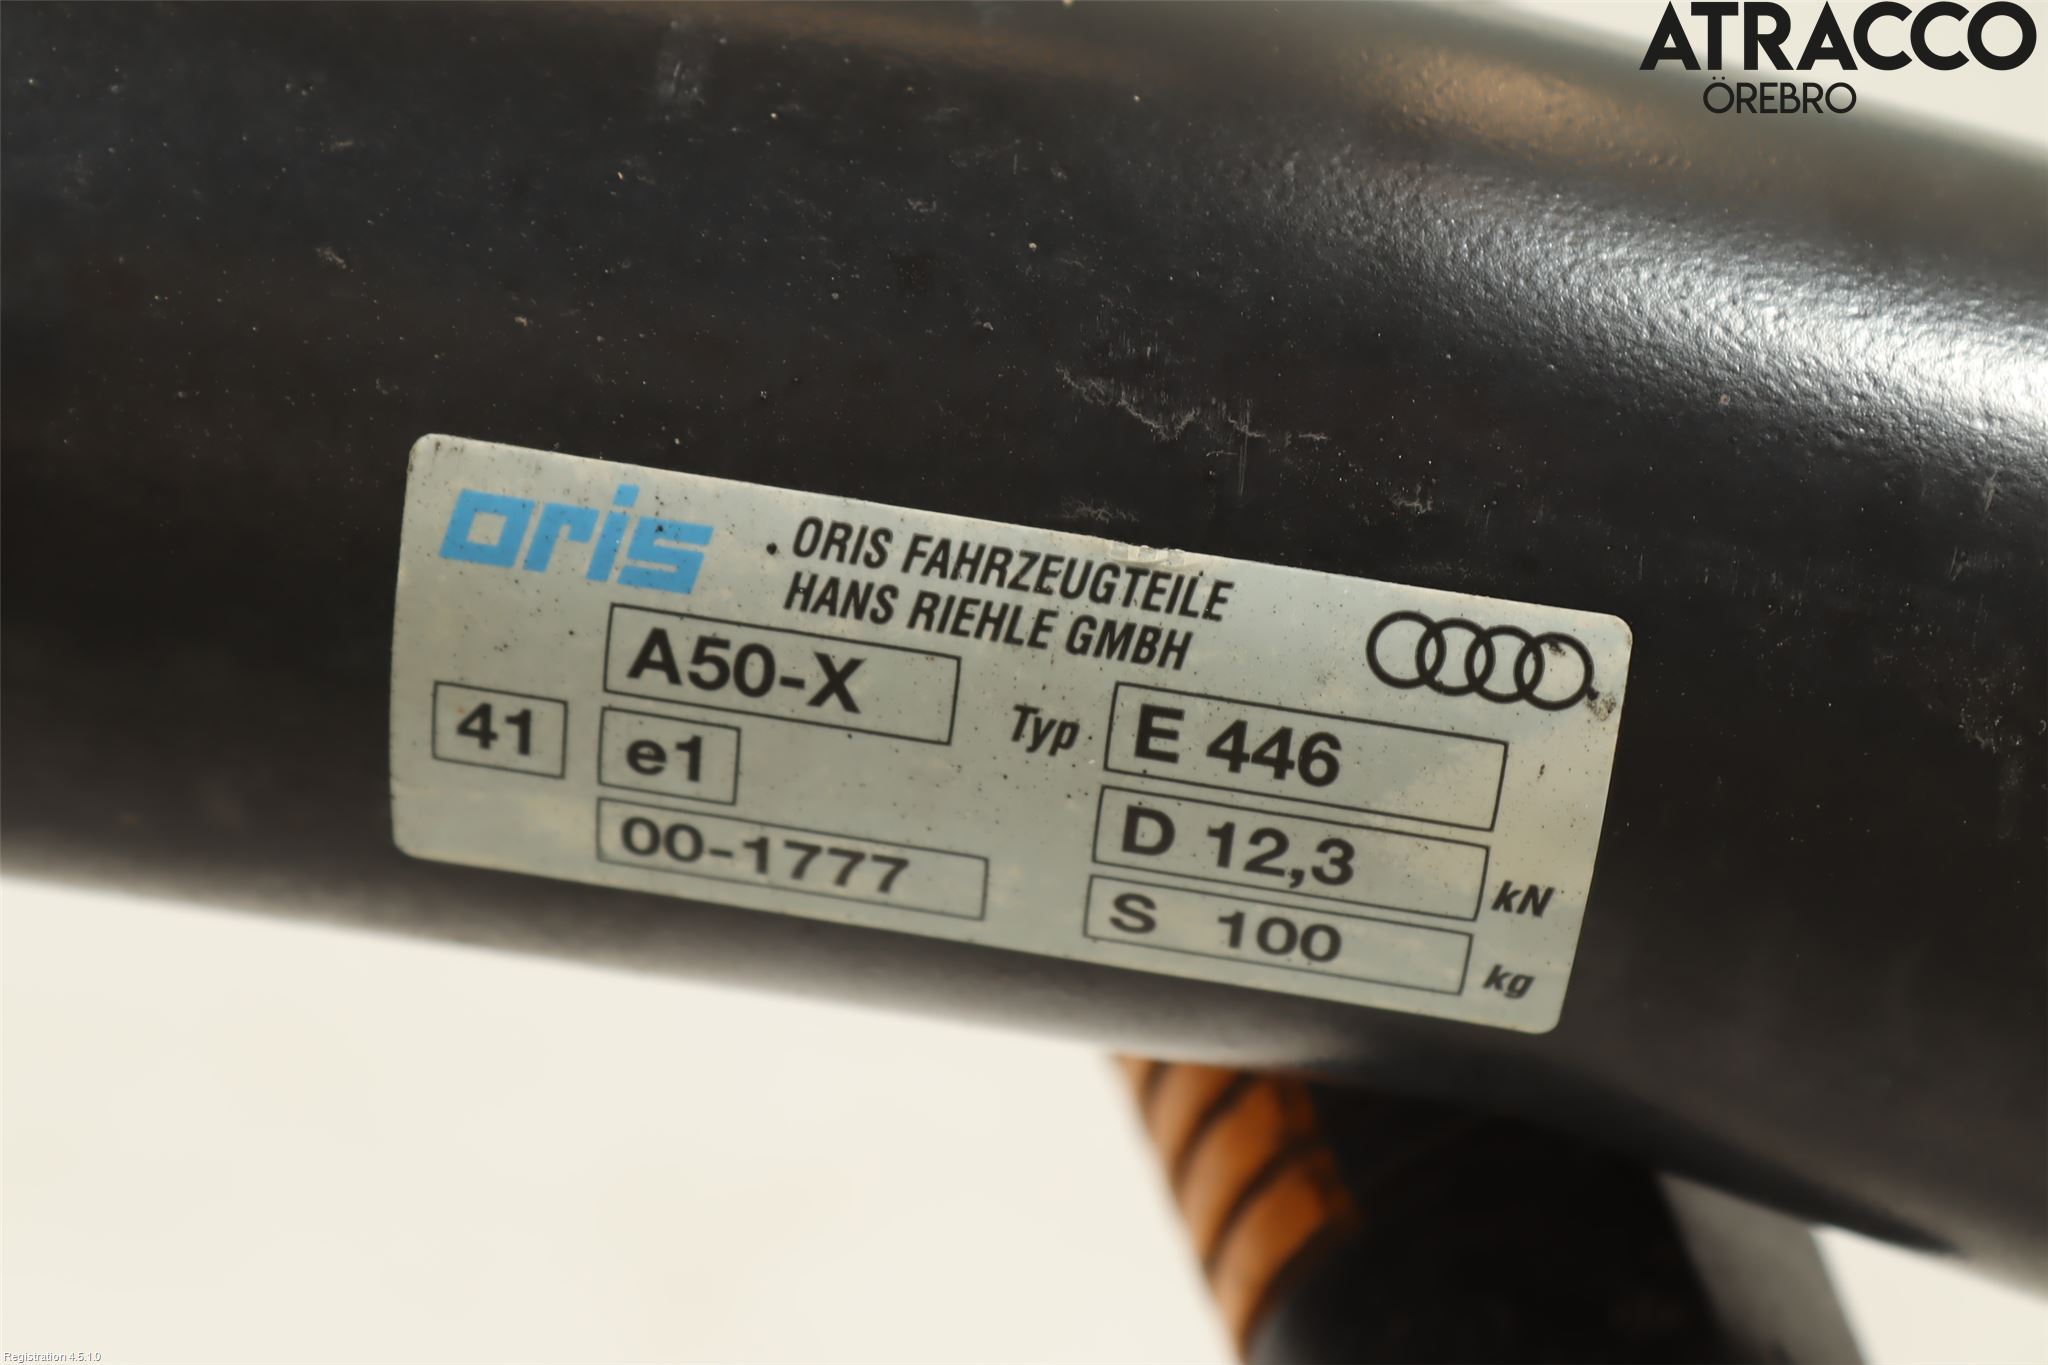 ATRACCO
ÖREBRO
oris
ORIS FAHRZEUGTEILE
HANS RIEHLE GMBH
A50-X
41
e1
00-1777
Typ E 446
D 12,3 kN
S 100 kg
Registration 4.5.1.0